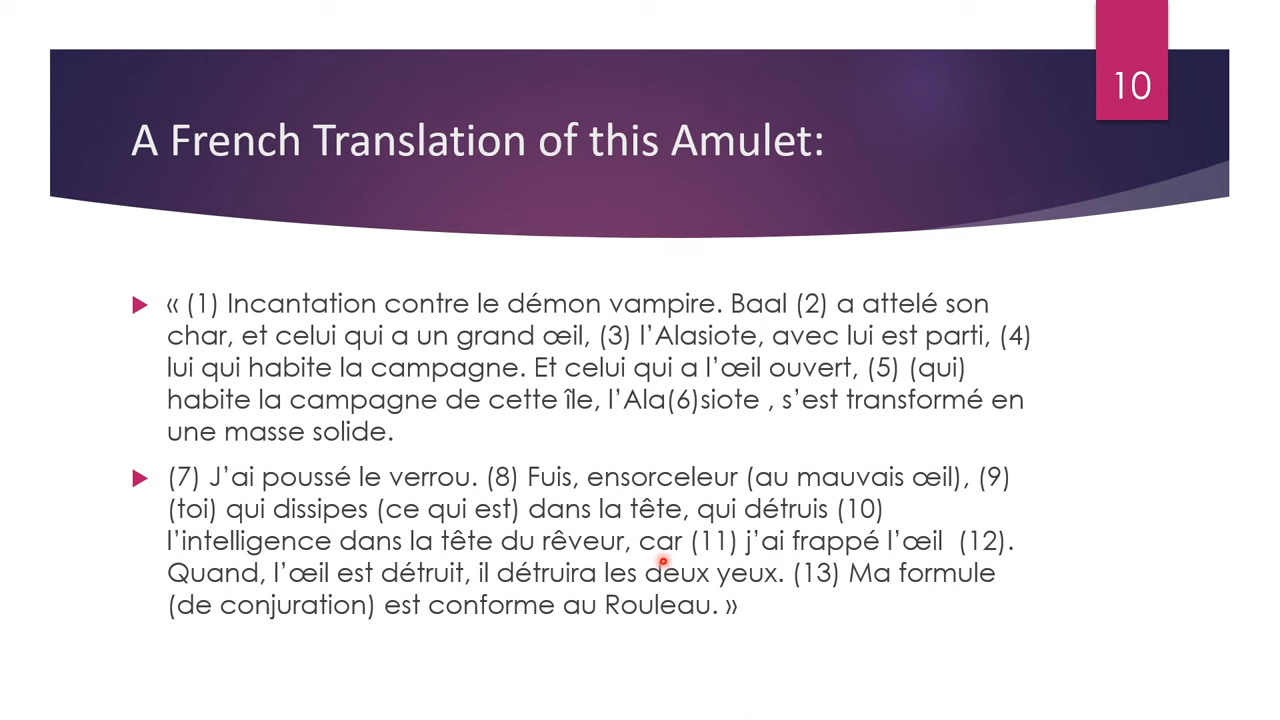 10
A French Translation of this Amulet:
« (1) Incantation contre le démon vampire. Baal (2) a attelé son
char, et celui qui a un grand œil, (3) l’Alasiote, avec lui est parti, (4)
lui qui habite la campagne. Et celui qui a l’œil ouvert, (5) (qui)
habite la campagne de cette île, l’Ala(6)siote , s’est transformé en
une masse solide.
(7) J’ai poussé le verrou. (8) Fuis, ensorceleur (au mauvais œil), (9)
(toi) qui dissipes (ce qui est) dans la tête, qui détruis (10)
l’intelligence dans la tête du rêveur, car (11) j’ai frappé l’œil (12).
Quand, l’œil est détruit, il détruira les deux yeux. (13) Ma formule
(de conjuration) est conforme au Rouleau. »